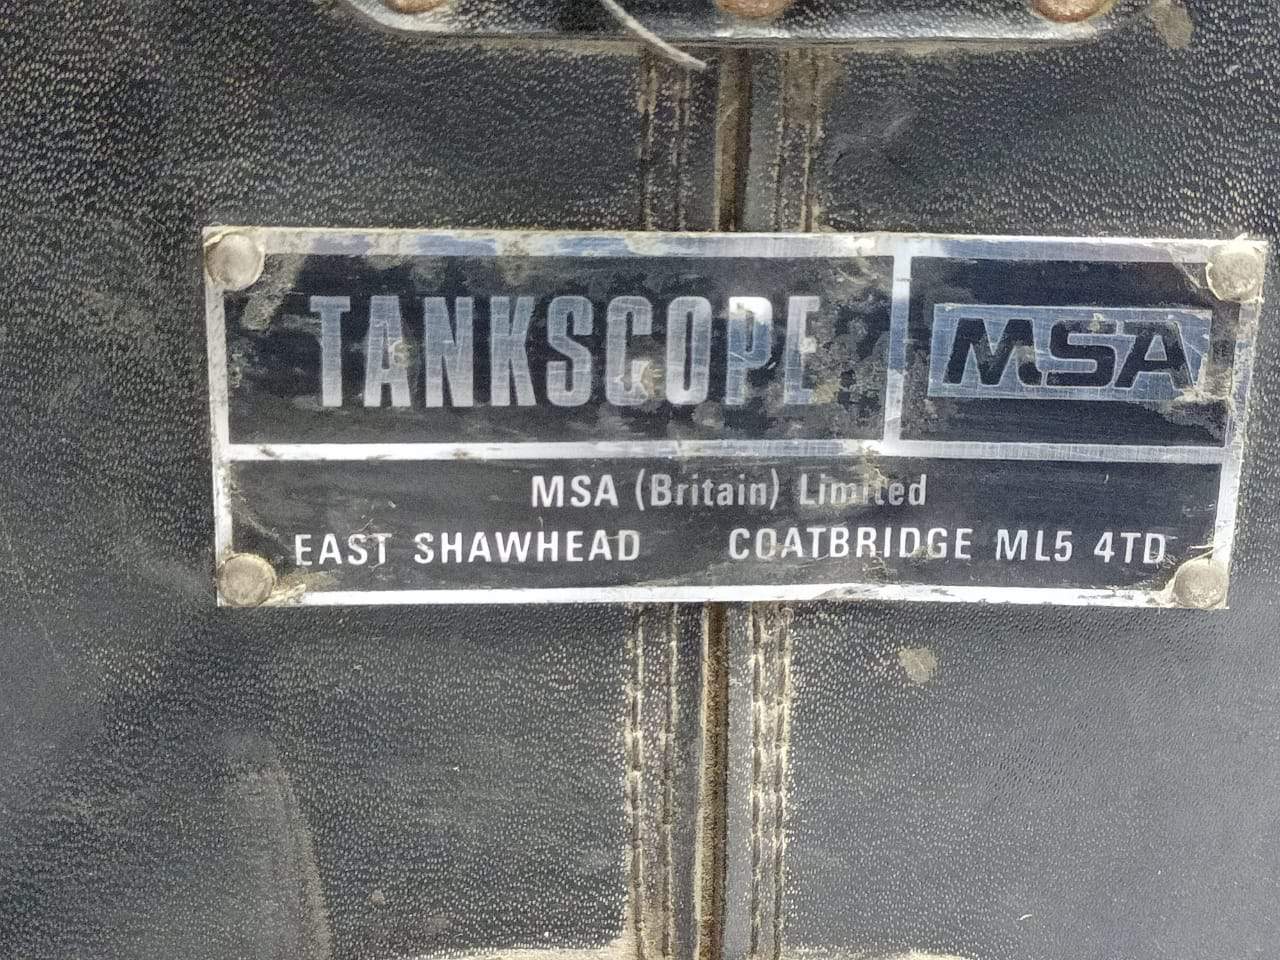 TANKSCOPE
MSA
MSA (Britain) Limited
EAST SHAWHEAD COATBRIDGE ML5 4TD